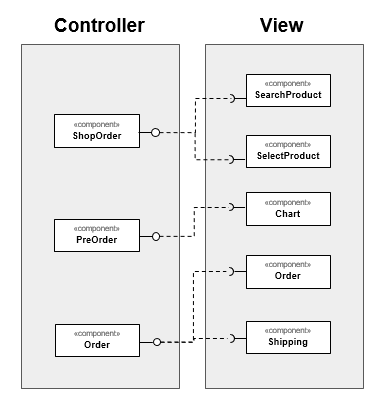 Controller
View
«component»
ShopOrder
«component»
PreOrder
«component»
Order
«component»
SearchProduct
«component»
SelectProduct
«component»
Chart
«component»
Order
«component»
Shipping